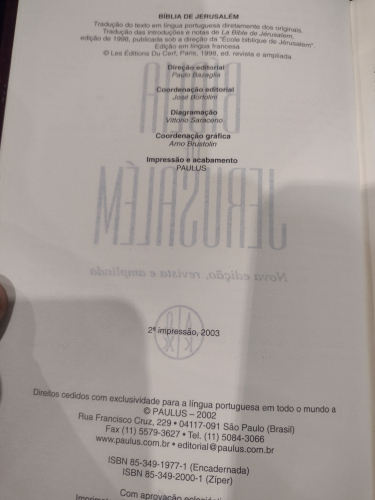 BÍBLIA DE JERUSALÉM
Tradução do texto em língua portuguesa diretamente dos originais.
Tradução das introduções e notas de La Bible de Jérusalem,
edição de 1998, publicada sob a direção da "École biblique de Jérusalem".
Edição em língua francesa
© Les Éditions Du Cerf, Paris, 1998, ed. revista e ampliada
Direção editorial
Paulo Bazaglia
Coordenação editorial
José Bortolini
Diagramação
Vittorio Saraceno
Coordenação gráfica
Arno Brustolin
Impressão e acabamento
PAULUS
BÍBLIA
DE
JERUSALÉM
Nova edição, revista e ampliada
2ª impressão, 2003
Direitos cedidos com exclusividade para a língua portuguesa em todo o mundo a
© PAULUS – 2002
Rua Francisco Cruz, 229 • 04117-091 São Paulo (Brasil)
Fax (11) 5579-3627 • Tel. (11) 5084-3066
www.paulus.com.br • editorial@paulus.com.br
ISBN 85-349-1977-1 (Encadernada)
ISBN 85-349-2000-1 (Zíper)
Com aprovação